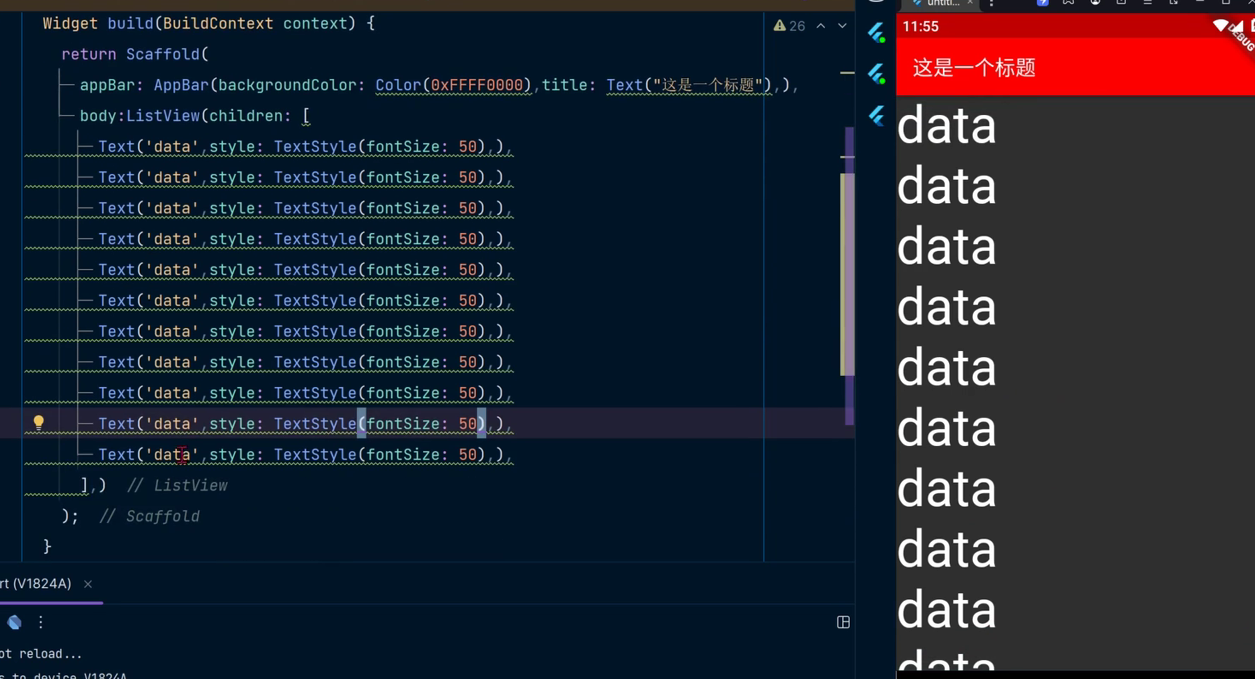 Widget build(BuildContext context) {
26
return Scaffold(
appBar: AppBar(backgroundColor: Color(0xFFFF0000),title: Text("这是一个标题"),),
body:ListView(children: [
Text('data',style: TextStyle(fontSize: 50),),
Text('data',style: TextStyle(fontSize: 50),),
Text('data',style: TextStyle(fontSize: 50),),
Text('data',style: TextStyle(fontSize: 50),),
Text('data',style: TextStyle(fontSize: 50),),
Text('data',style: TextStyle(fontSize: 50),),
Text('data',style: TextStyle(fontSize: 50),),
Text('data',style: TextStyle(fontSize: 50),),
Text('data',style: TextStyle(fontSize: 50),),
Text('data',style: TextStyle(fontSize: 50),),
Text('data',style: TextStyle(fontSize: 50),),
],) // ListView
); // Scaffold
}
rt (V1824A)
ot reload...
s to device V1824A
untitl...
11:55
DEBUG
这是一个标题
data
data
data
data
data
data
data
data
data
data